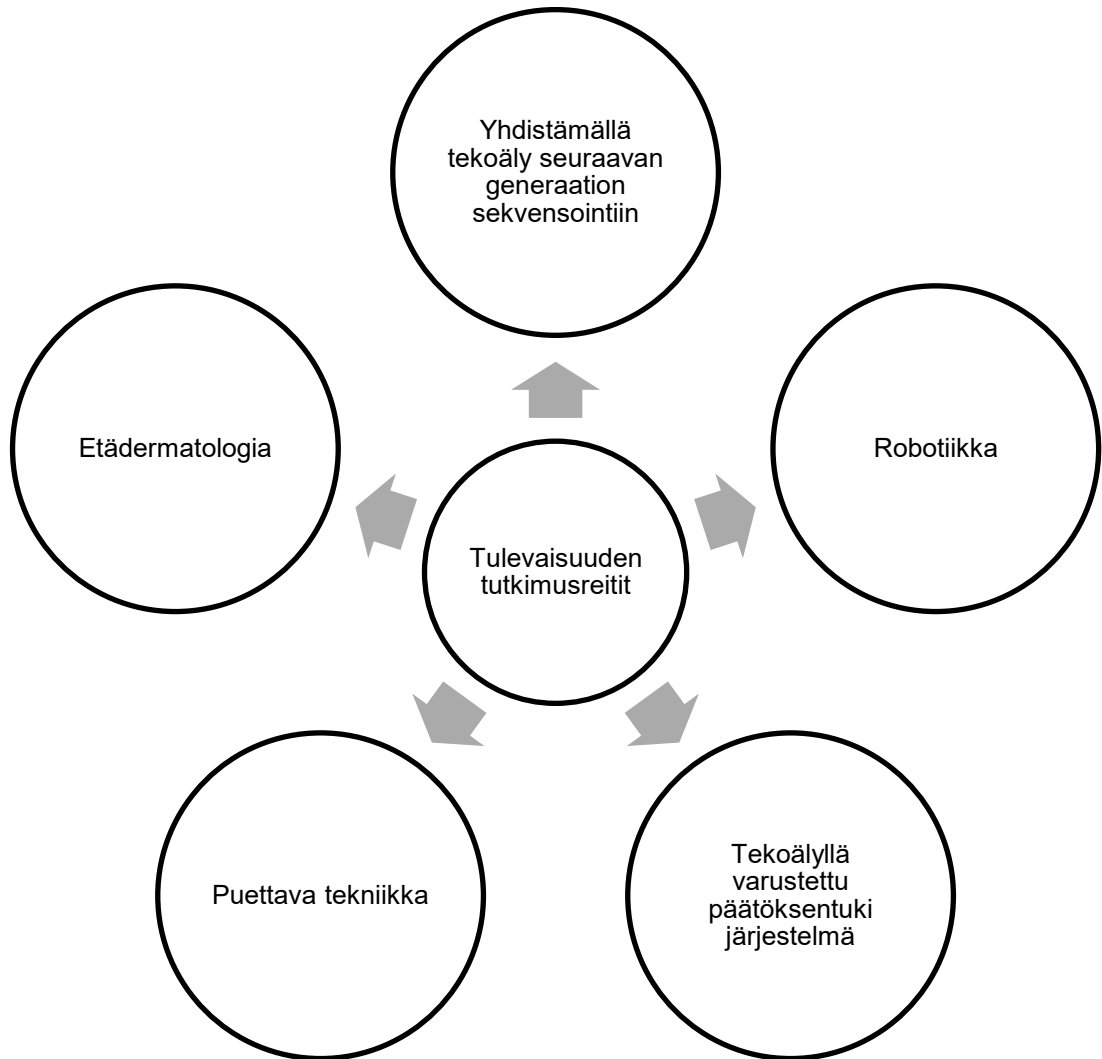 Yhdistämällä
tekoäly seuraavan
generaation
sekvensointiin
Etädermatologia
Robotiikka
Tulevaisuuden
tutkimusreitit
Puettava tekniikka
Tekoälyllä
varustettu
päätöksentuki
järjestelmä